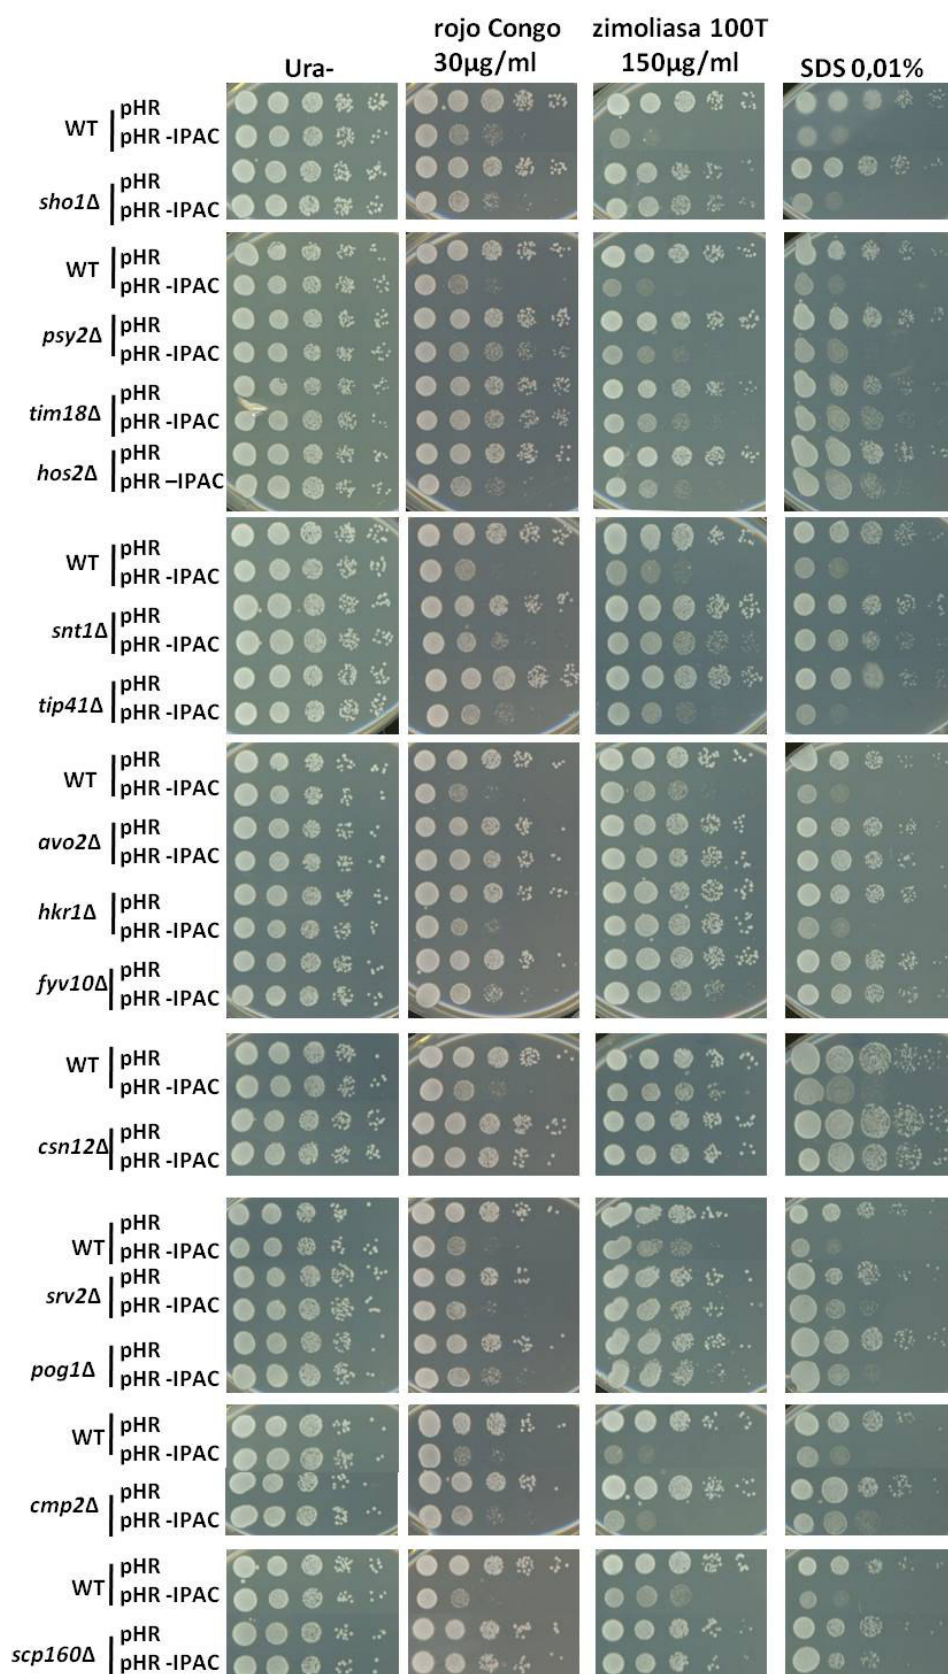 rojo Congo zimoliasa 100T
Ura- 30µg/ml 150µg/ml SDS 0,01%
WT pHR
pHR -IPAC
sho1Δ pHR
pHR -IPAC
WT pHR
pHR -IPAC
psy2Δ pHR
pHR -IPAC
tim18Δ pHR
pHR -IPAC
hos2Δ pHR
pHR –IPAC
WT pHR
pHR -IPAC
snt1Δ pHR
pHR -IPAC
tip41Δ pHR
pHR -IPAC
WT pHR
pHR -IPAC
avo2Δ pHR
pHR -IPAC
hkr1Δ pHR
pHR -IPAC
fyv10Δ pHR
pHR -IPAC
WT pHR
pHR -IPAC
csn12Δ pHR
pHR -IPAC
WT pHR
pHR -IPAC
srv2Δ pHR
pHR -IPAC
pog1Δ pHR
pHR -IPAC
WT pHR
pHR -IPAC
cmp2Δ pHR
pHR -IPAC
WT pHR
pHR -IPAC
scp160Δ pHR
pHR -IPAC